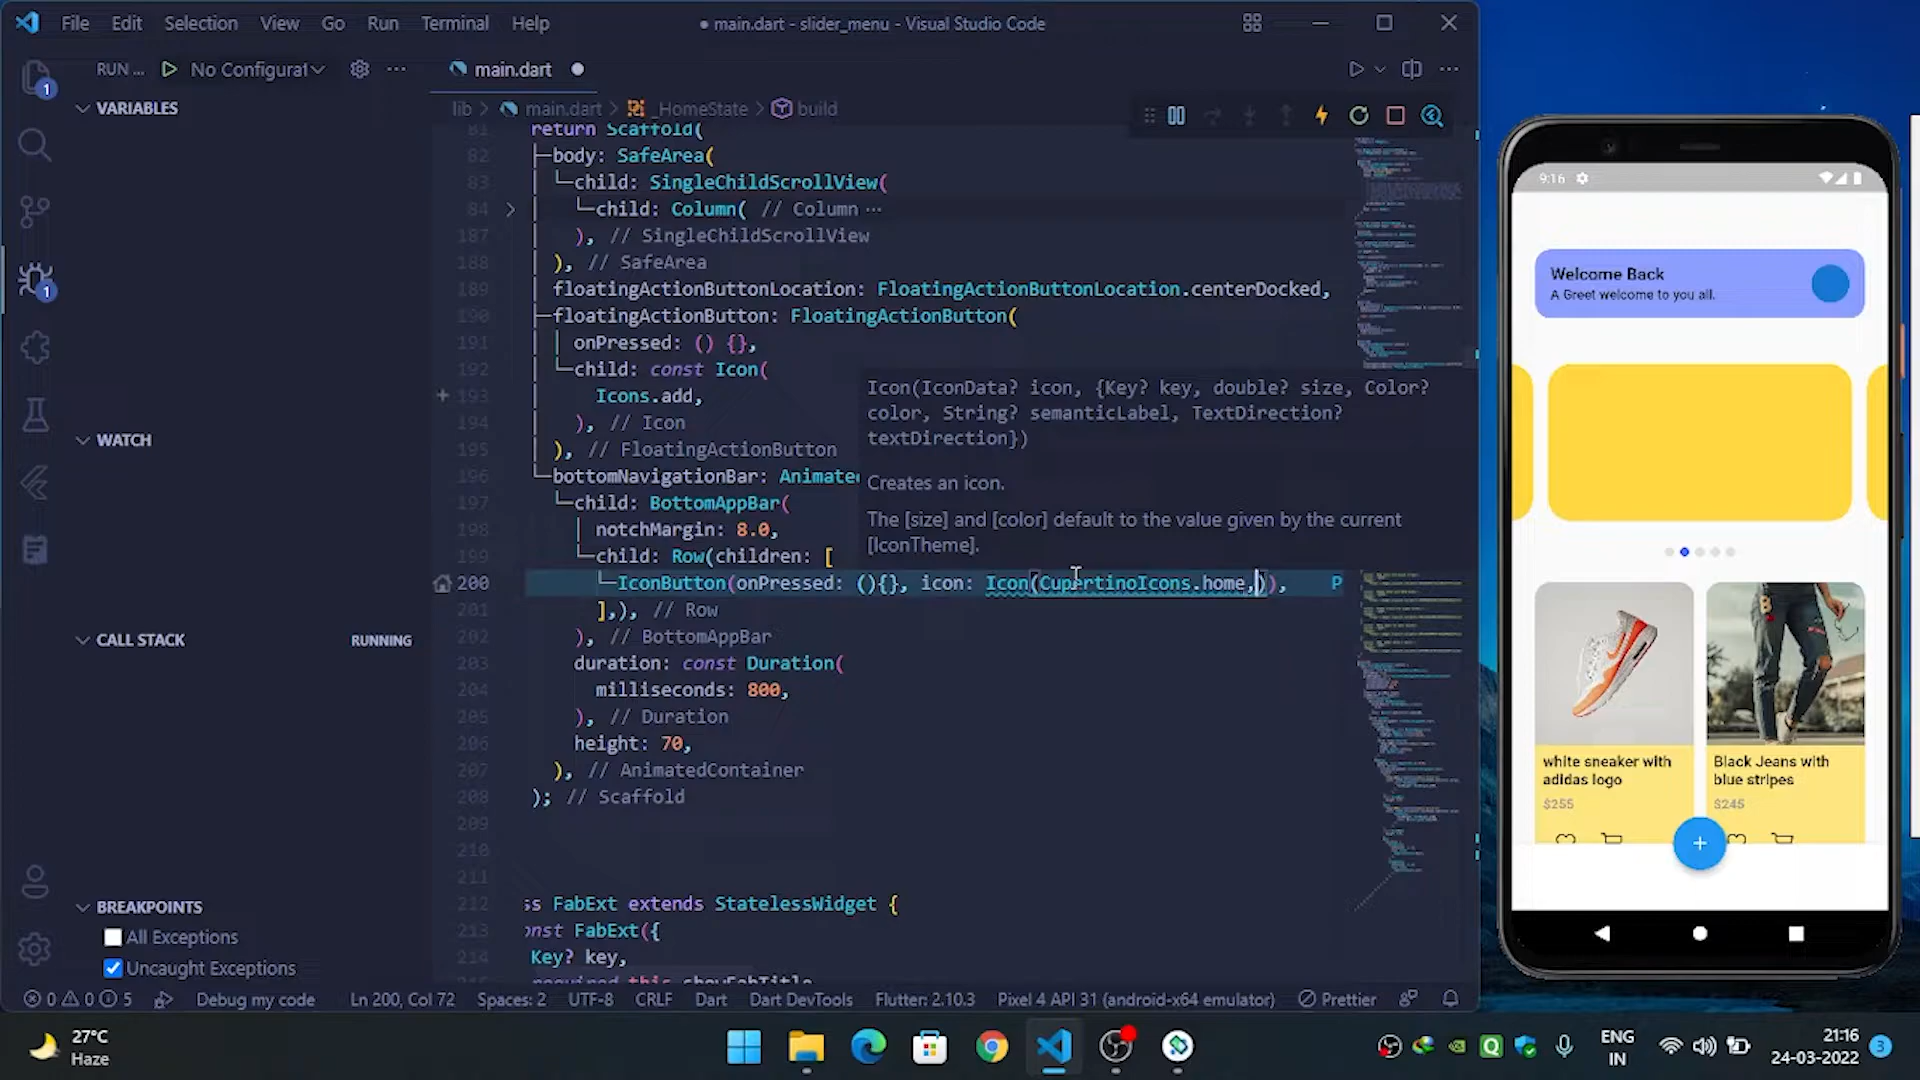 File Edit Selection View Go Run Terminal Help
● main.dart - slider_menu - Visual Studio Code
RUN ... No Configurat
main.dart
lib > main.dart > _HomeState > build
VARIABLES
WATCH
CALL STACK
RUNNING
BREAKPOINTS
All Exceptions
Uncaught Exceptions
81 return Scaffold(
82 body: SafeArea(
83 child: SingleChildScrollView(
84 child: Column( // Column ...
187 ), // SingleChildScrollView
188 ), // SafeArea
189 floatingActionButtonLocation: FloatingActionButtonLocation.centerDocked,
190 floatingActionButton: FloatingActionButton(
191 onPressed: () {},
192 child: const Icon(
193 Icons.add,
194 ), // Icon
195 ), // FloatingActionButton
196 bottomNavigationBar: Animate
197 child: BottomAppBar(
198 notchMargin: 8.0,
199 child: Row(children: [
200 IconButton(onPressed: (){}, icon: Icon(CupertinoIcons.home,)), P
201 ],), // Row
202 ), // BottomAppBar
203 duration: const Duration(
204 milliseconds: 800,
205 ), // Duration
206 height: 70,
207 ), // AnimatedContainer
208 ); // Scaffold
209
210
211
212 ss FabExt extends StatelessWidget {
213 onst FabExt({
214 Key? key,
required this.showFabTitle
Icon(IconData? icon, {Key? key, double? size, Color?
color, String? semanticLabel, TextDirection?
textDirection})
Creates an icon.
The [size] and [color] default to the value given by the current
[IconTheme].
1
1
0 0 5 Debug my code Ln 200, Col 72 Spaces: 2 UTF-8 CRLF Dart Dart DevTools Flutter: 2.10.3 Pixel 4 API 31 (android-x64 emulator) Prettier
9:16
Welcome Back
A Greet welcome to you all.
white sneaker with
adidas logo
$255
Black Jeans with
blue stripes
$245
27°C
Haze
ENG
IN
21:16
24-03-2022
3